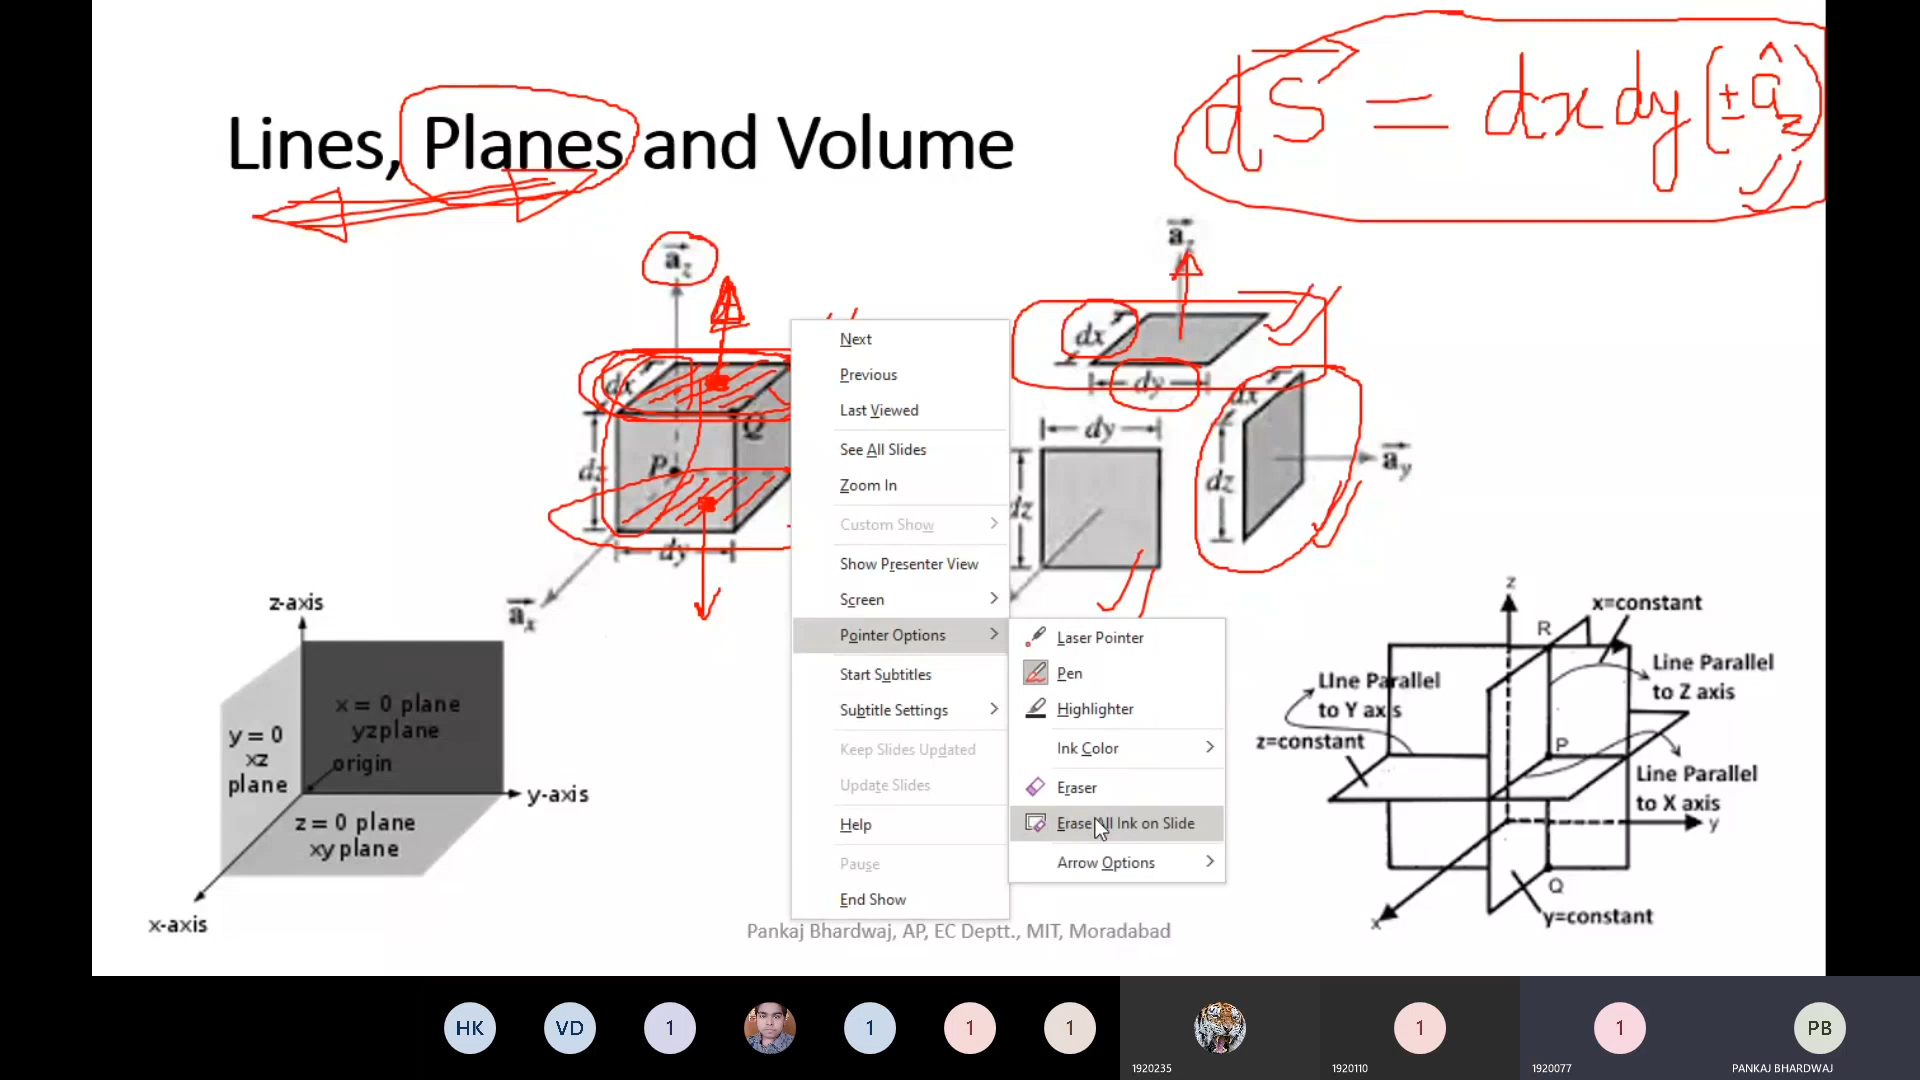 dS = dx dy (± âz)
Lines, Planes and Volume
az
az
dx
dx
dy
dx
Q
dy
P
dz
dz
dz
ay
dy
ax
Next
Previous
Last Viewed
See All Slides
Zoom In
Custom Show
Show Presenter View
Screen
Pointer Options
Start Subtitles
Subtitle Settings
Keep Slides Updated
Update Slides
Help
Pause
End Show
Laser Pointer
Pen
Highlighter
Ink Color
Eraser
Erase All Ink on Slide
Arrow Options
z-axis
x = 0 plane
yzplane
y = 0
xz
plane
origin
y-axis
z = 0 plane
xy plane
x-axis
z
x=constant
R
Line Parallel
to Z axis
LIne Parallel
to Y axis
z=constant
P
Line Parallel
to X axis
y
Q
x
y=constant
Pankaj Bhardwaj, AP, EC Deptt., MIT, Moradabad
HK
VD
1
1
1
1
1
1
PB
1920235
1920110
1920077
PANKAJ BHARDWAJ